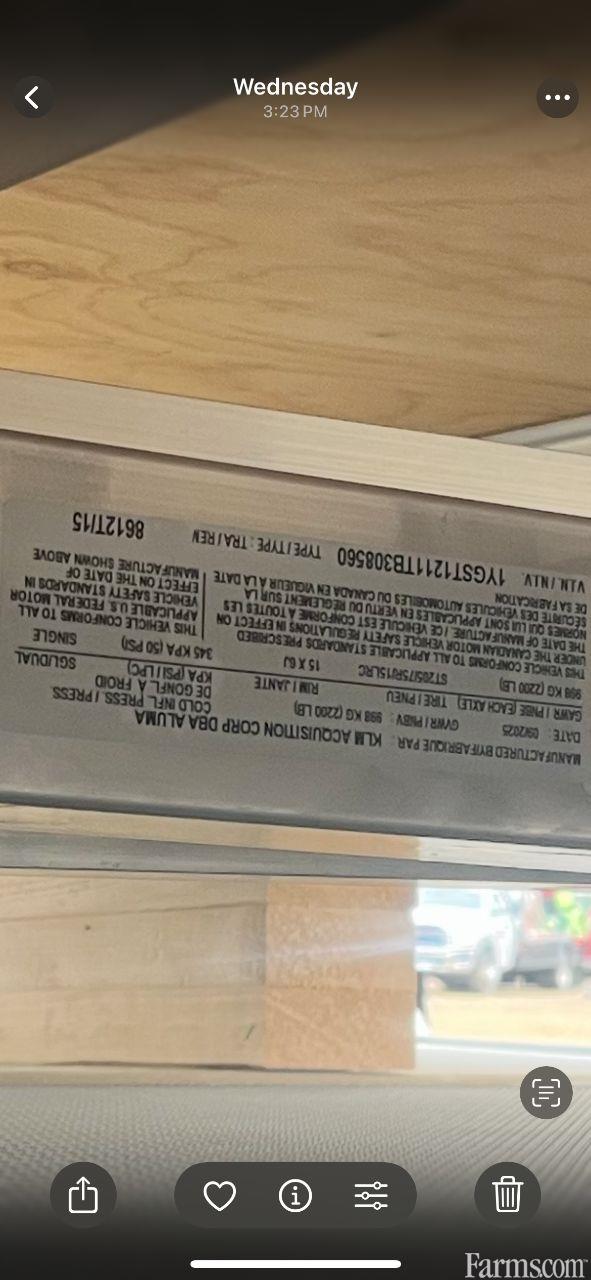 Wednesday
3:23 PM
MANUFACTURED BY/FABRIQUE PAR : KLM ACQUISITION CORP DBA ALUMA
DATE : 09/2025 GVWR / PNBV : 998 KG (2200 LB) COLD INFL. PRESS. / PRESS.
DE GONFL. À FROID
GAWR / PNBE (EACH AXLE) TIRE / PNEU RIM / JANTE KPA (PSI / LPC) SGL/DUAL
998 KG (2200 LB) ST205/75R15LRC 15 X 6J 345 KPA (50 PSI) SINGLE
THIS VEHICLE CONFORMS TO ALL APPLICABLE STANDARDS PRESCRIBED
UNDER THE CANADIAN MOTOR VEHICLE SAFETY REGULATIONS IN EFFECT ON
THE DATE OF MANUFACTURE. / CE VÉHICULE EST CONFORME À TOUTES LES
NORMES QUI LUI SONT APPLICABLES EN VERTU DU RÈGLEMENT SUR LA
SÉCURITÉ DES VÉHICULES AUTOMOBILES DU CANADA EN VIGUEUR À LA DATE
DE SA FABRICATION
THIS VEHICLE CONFORMS TO ALL
APPLICABLE U.S. FEDERAL MOTOR
VEHICLE SAFETY STANDARDS IN
EFFECT ON THE DATE OF
MANUFACTURE SHOWN ABOVE
V.I.N. / N.I.V. 1YGST1211TB308560 TYPE / TYPE : TRA / REM 8612T/15
Farms.com